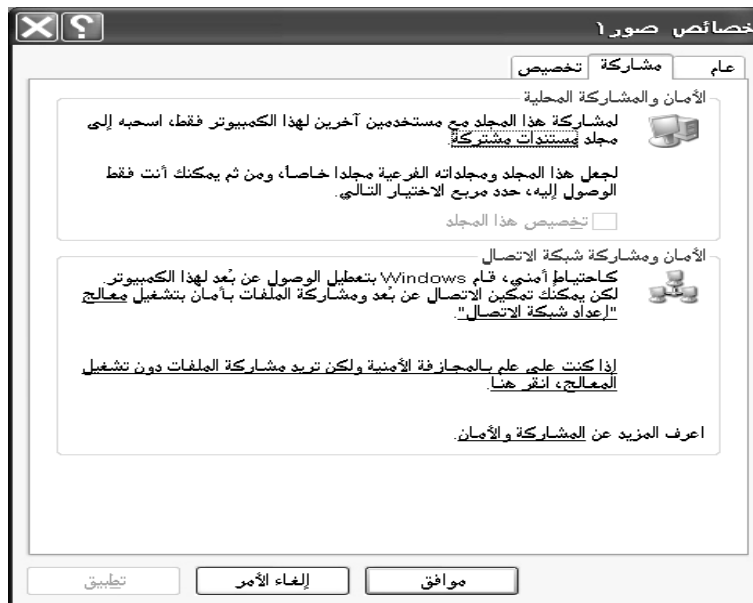 خصائص صور١
عام
مشاركة
تخصيص
الأمان والمشاركة المحلية
لمشاركة هذا المجلد مع مستخدمين آخرين لهذا الكمبيوتر فقط، اسحبه إلى
مجلد مستندات مشتركة.
لجعل هذا المجلد ومجلداته الفرعية مجلدا خاصاً، ومن ثم يمكنك أنت فقط
الوصول إليه، حدد مربع الاختيار التالي.
تخصيص هذا المجلد
الأمان ومشاركة شبكة الاتصال
كاحتياط أمني، قام Windows بتعطيل الوصول عن بُعد لهذا الكمبيوتر.
لكن يمكنك تمكين الاتصال عن بُعد ومشاركة الملفات بأمان بتشغيل معالج
"إعداد شبكة الاتصال".
إذا كنت على علم بالمجازفة الأمنية ولكن تريد مشاركة الملفات دون تشغيل
المعالج، انقر هنا.
اعرف المزيد عن المشاركة والأمان.
موافق
إلغاء الأمر
تطبيق